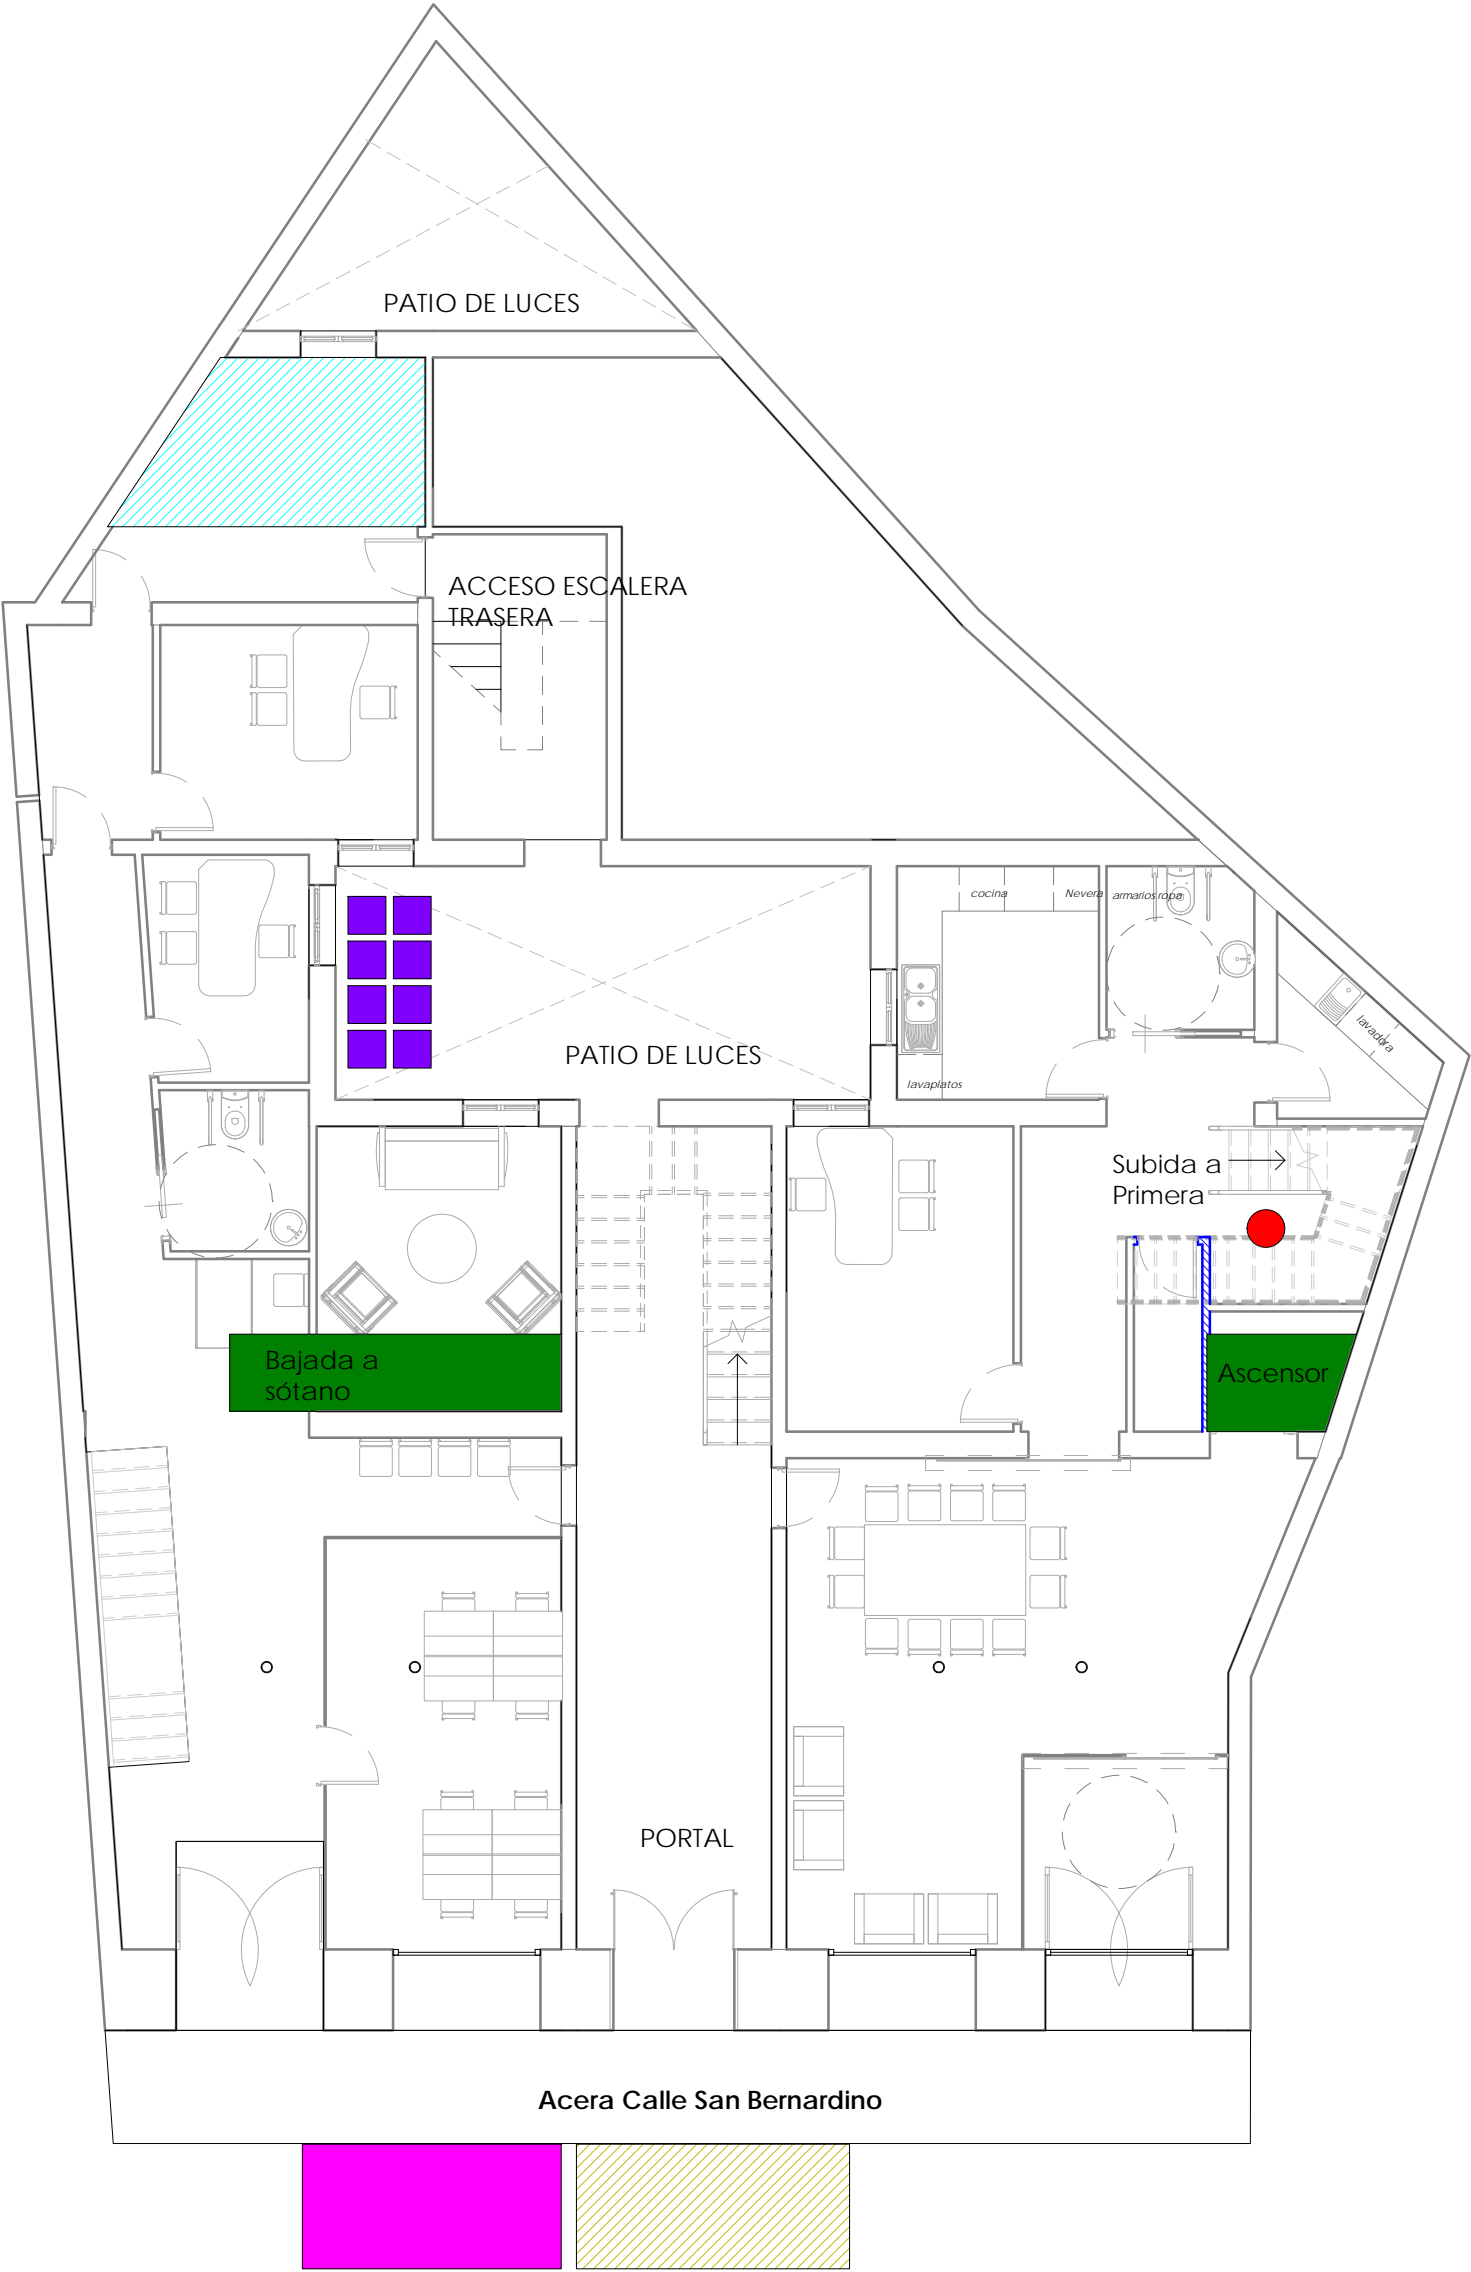 PATIO DE LUCES
ACCESO ESCALERA
TRASERA
cocina
Nevera
armarios ropa
lavadora
PATIO DE LUCES
lavaplatos
Subida a
Primera
Bajada a
sótano
Ascensor
PORTAL
Acera Calle San Bernardino